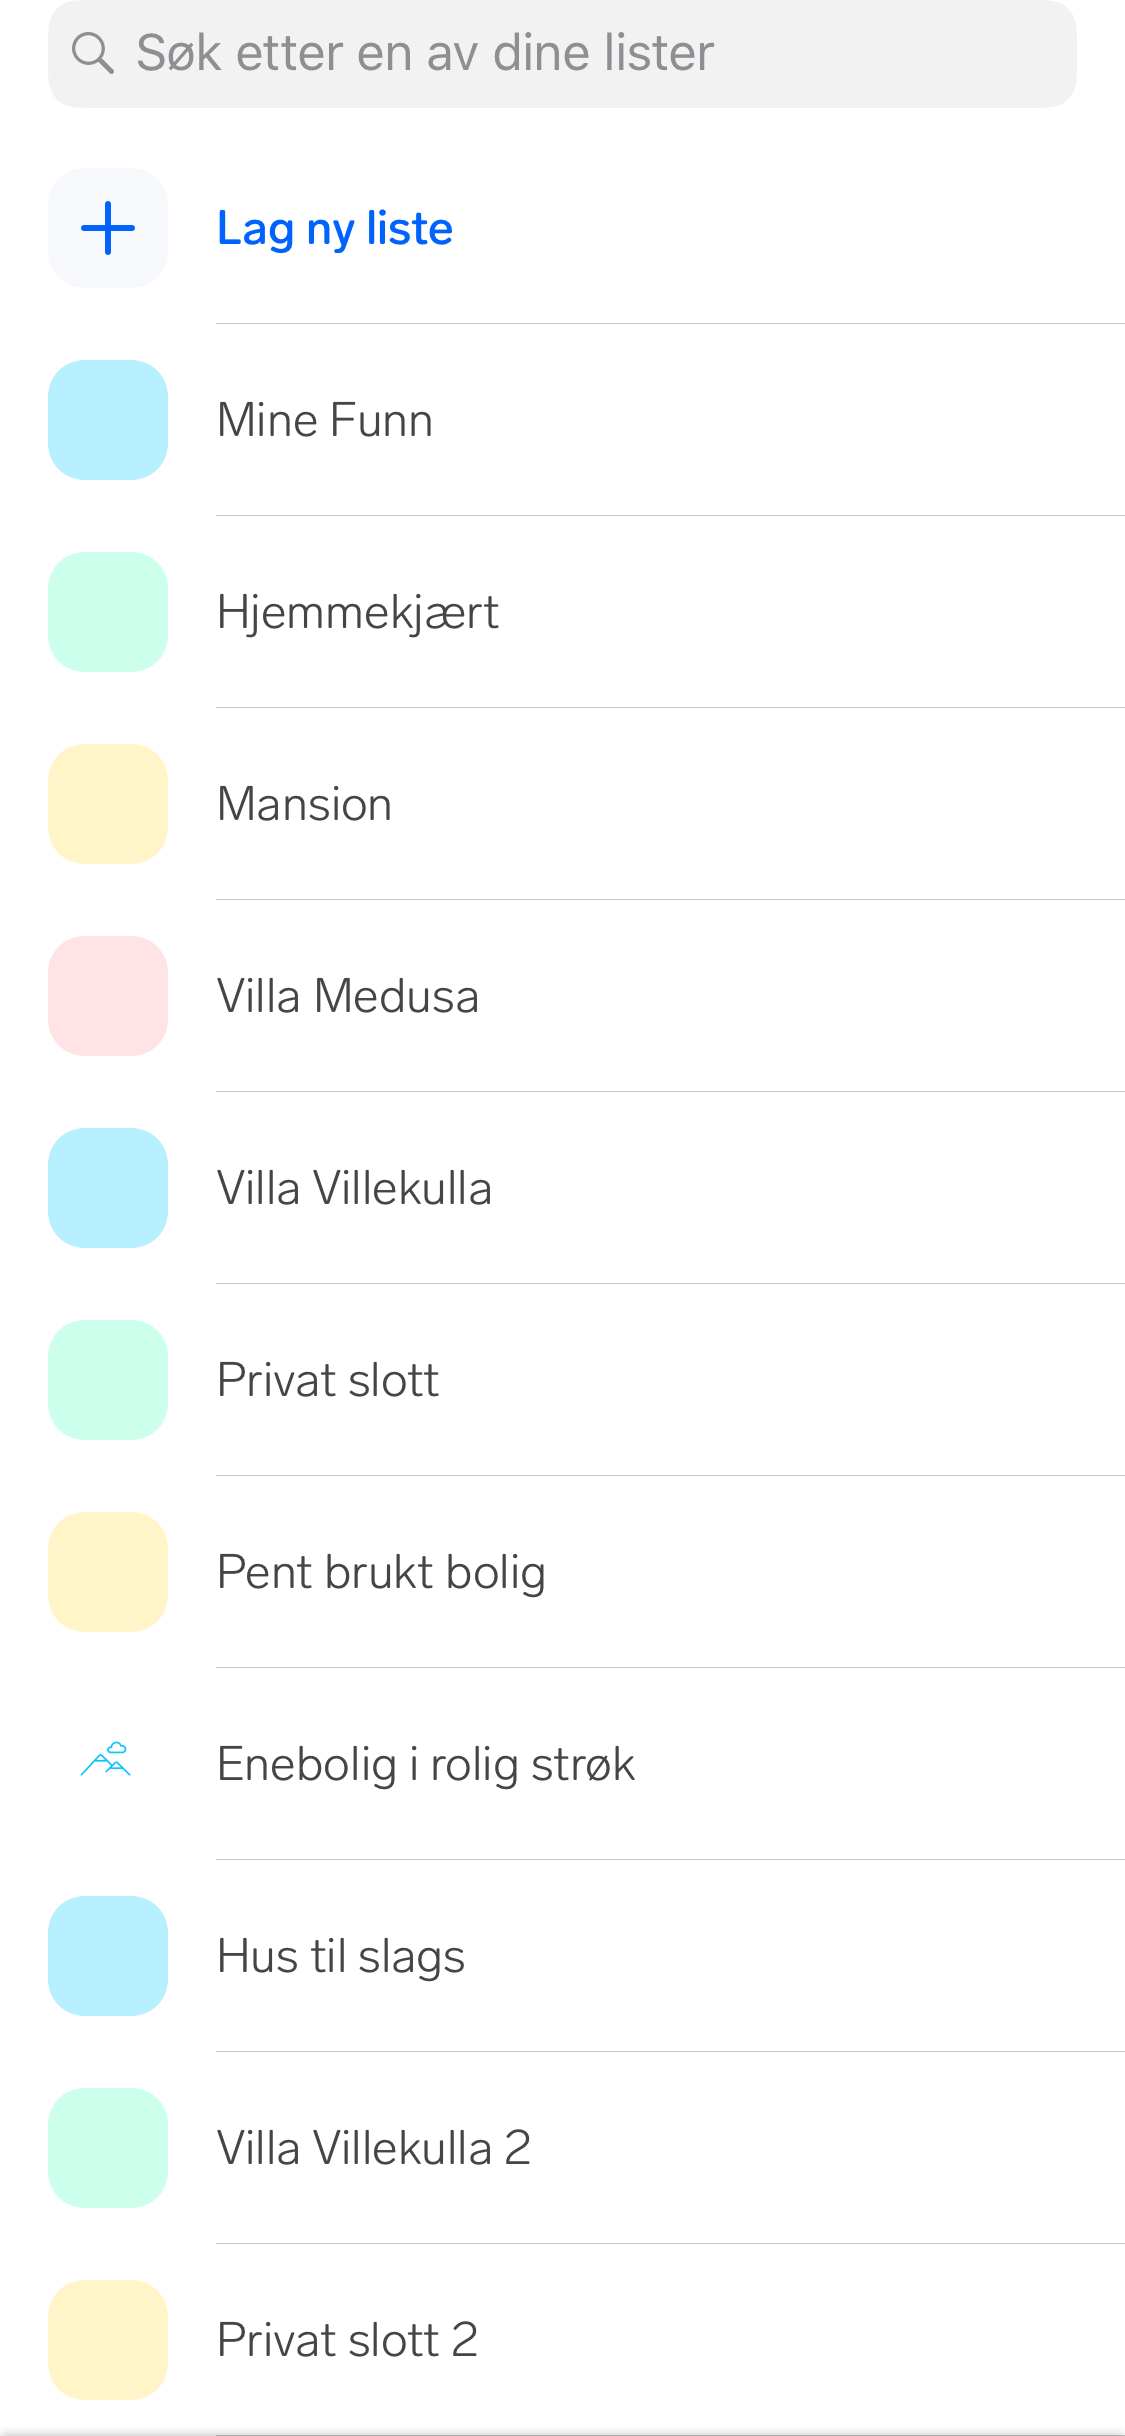 Søk etter en av dine lister
Lag ny liste
Mine Funn
Hjemmekjært
Mansion
Villa Medusa
Villa Villekulla
Privat slott
Pent brukt bolig
Enebolig i rolig strøk
Hus til slags
Villa Villekulla 2
Privat slott 2